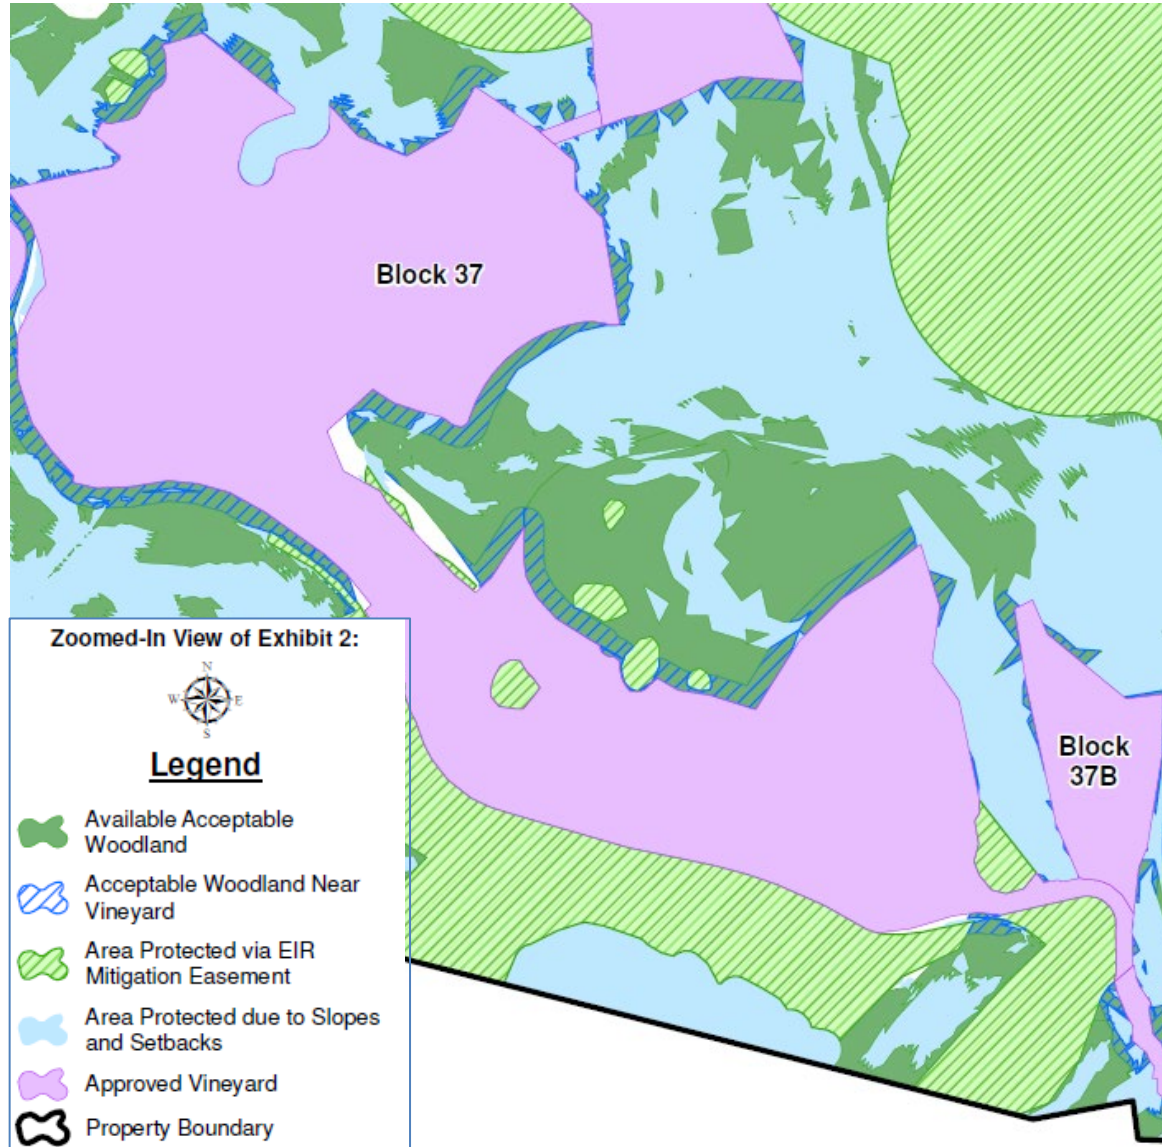 Block 37
Block
37B
Zoomed-In View of Exhibit 2:
N
W E
S
Legend
Available Acceptable
Woodland
Acceptable Woodland Near
Vineyard
Area Protected via EIR
Mitigation Easement
Area Protected due to Slopes
and Setbacks
Approved Vineyard
Property Boundary